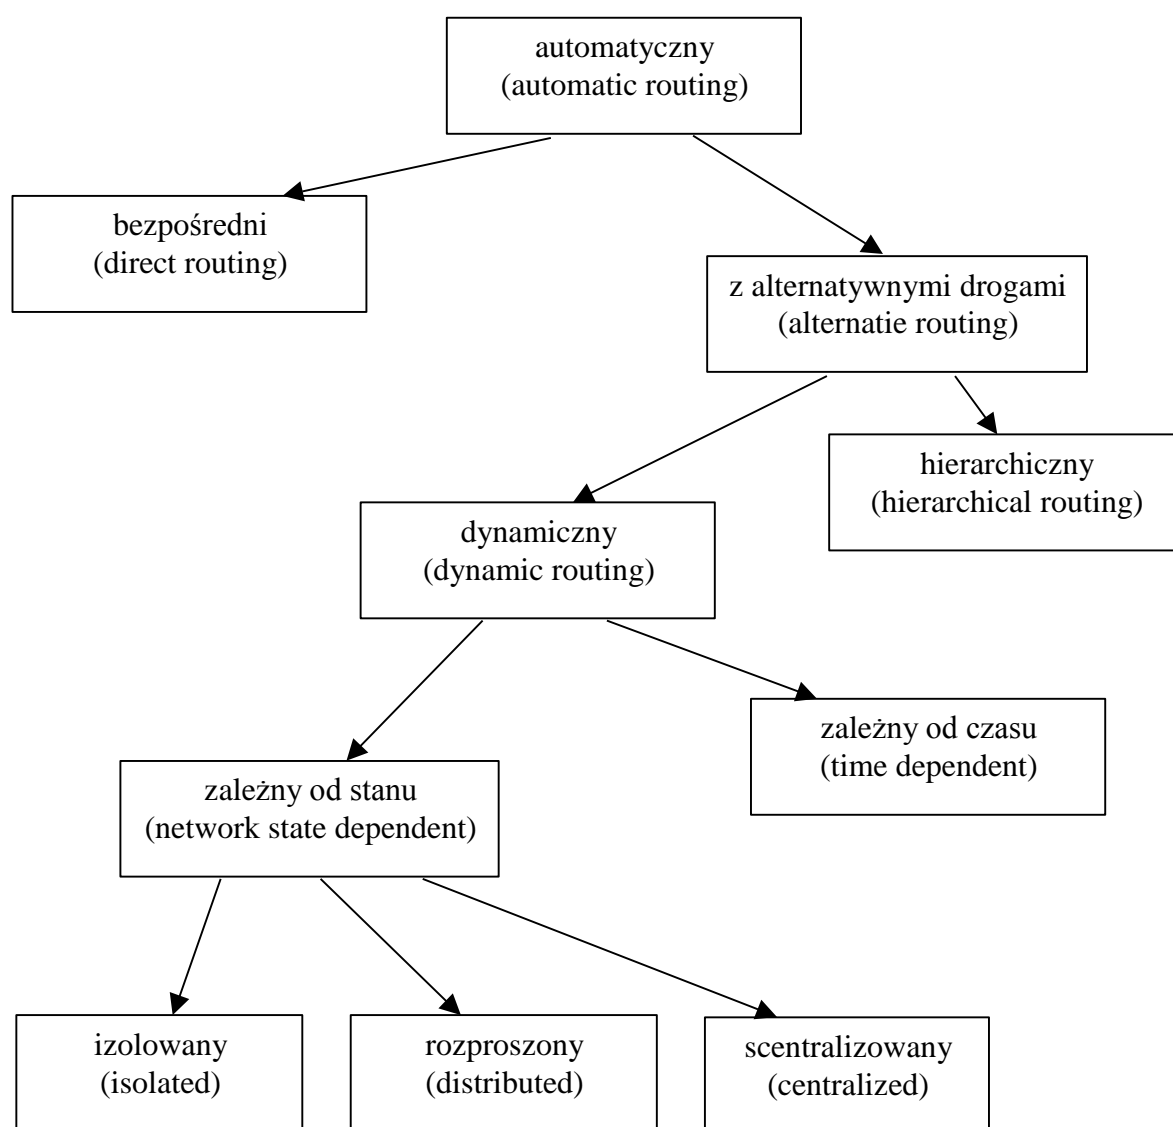 automatyczny
(automatic routing)
bezpośredni
(direct routing)
z alternatywnymi drogami
(alternatie routing)
hierarchiczny
(hierarchical routing)
dynamiczny
(dynamic routing)
zależny od czasu
(time dependent)
zależny od stanu
(network state dependent)
izolowany
(isolated)
rozproszony
(distributed)
scentralizowany
(centralized)